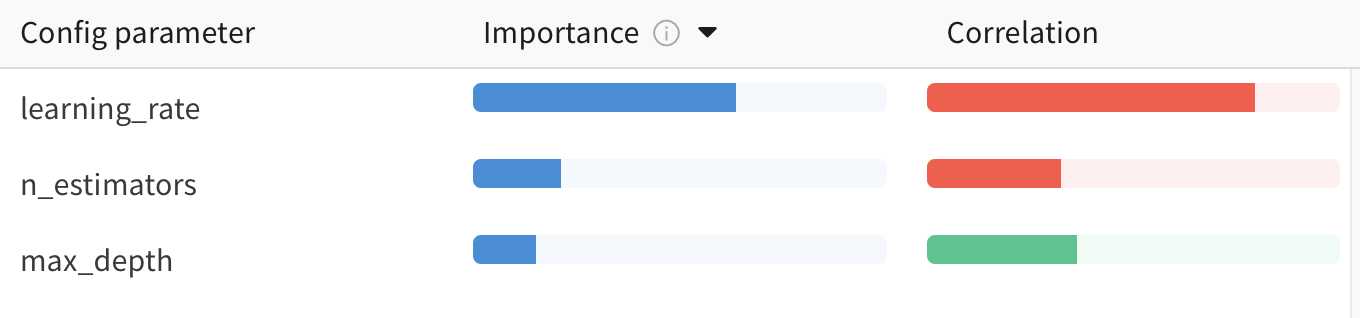 Config parameter Importance Correlation
learning_rate
n_estimators
max_depth